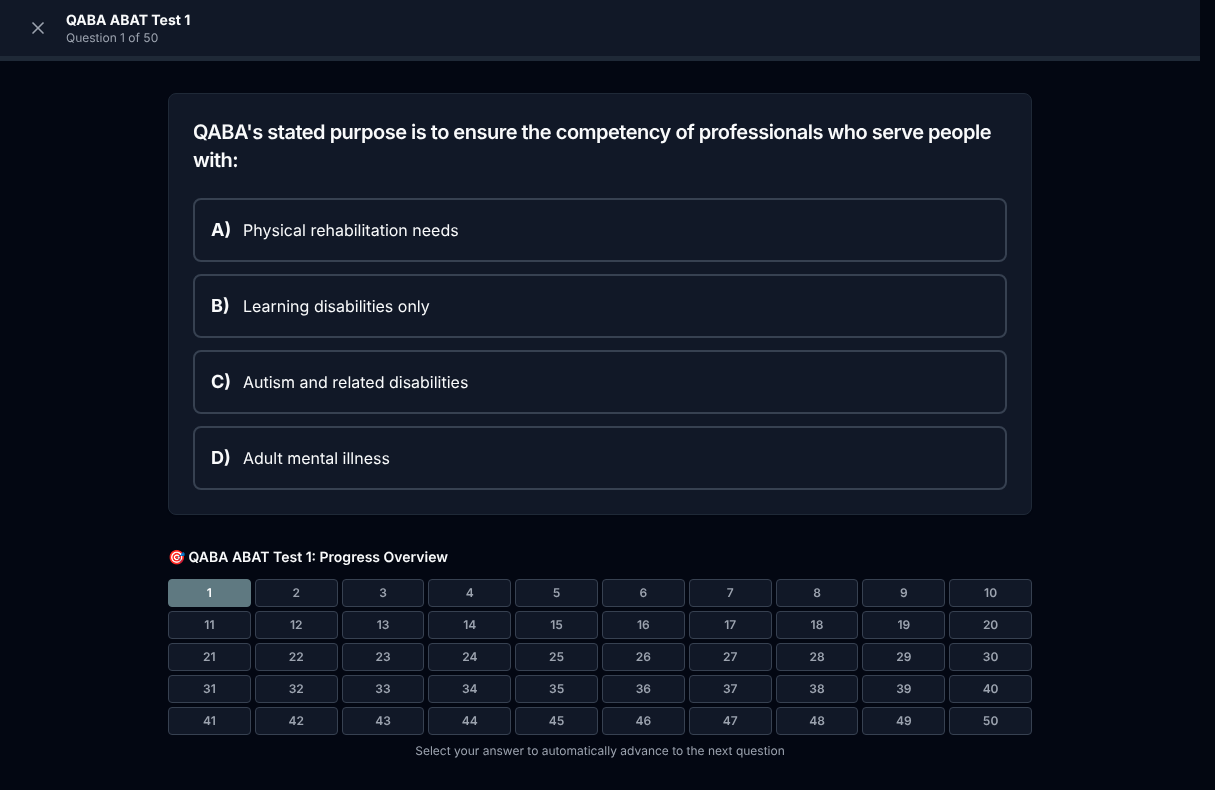 QABA ABAT Test 1
Question 1 of 50
QABA's stated purpose is to ensure the competency of professionals who serve people
with:
A) Physical rehabilitation needs
B) Learning disabilities only
C) Autism and related disabilities
D) Adult mental illness
🎯 QABA ABAT Test 1: Progress Overview
1 2 3 4 5 6 7 8 9 10
11 12 13 14 15 16 17 18 19 20
21 22 23 24 25 26 27 28 29 30
31 32 33 34 35 36 37 38 39 40
41 42 43 44 45 46 47 48 49 50
Select your answer to automatically advance to the next question